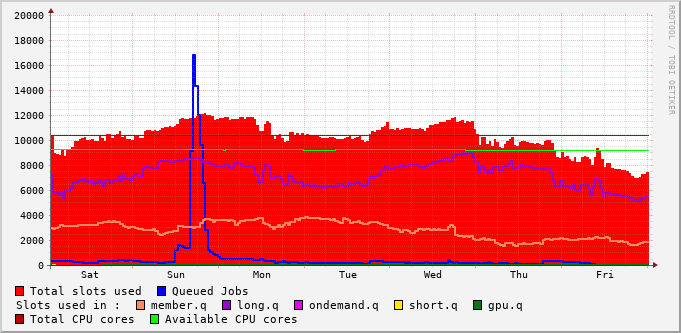 RRDTOOL / TOBI OETIKER
20000
18000
16000
14000
12000
10000
8000
6000
4000
2000
0
Sat Sun Mon Tue Wed Thu Fri
Total slots used Queued Jobs
Slots used in : member.q long.q ondemand.q short.q gpu.q
Total CPU cores Available CPU cores